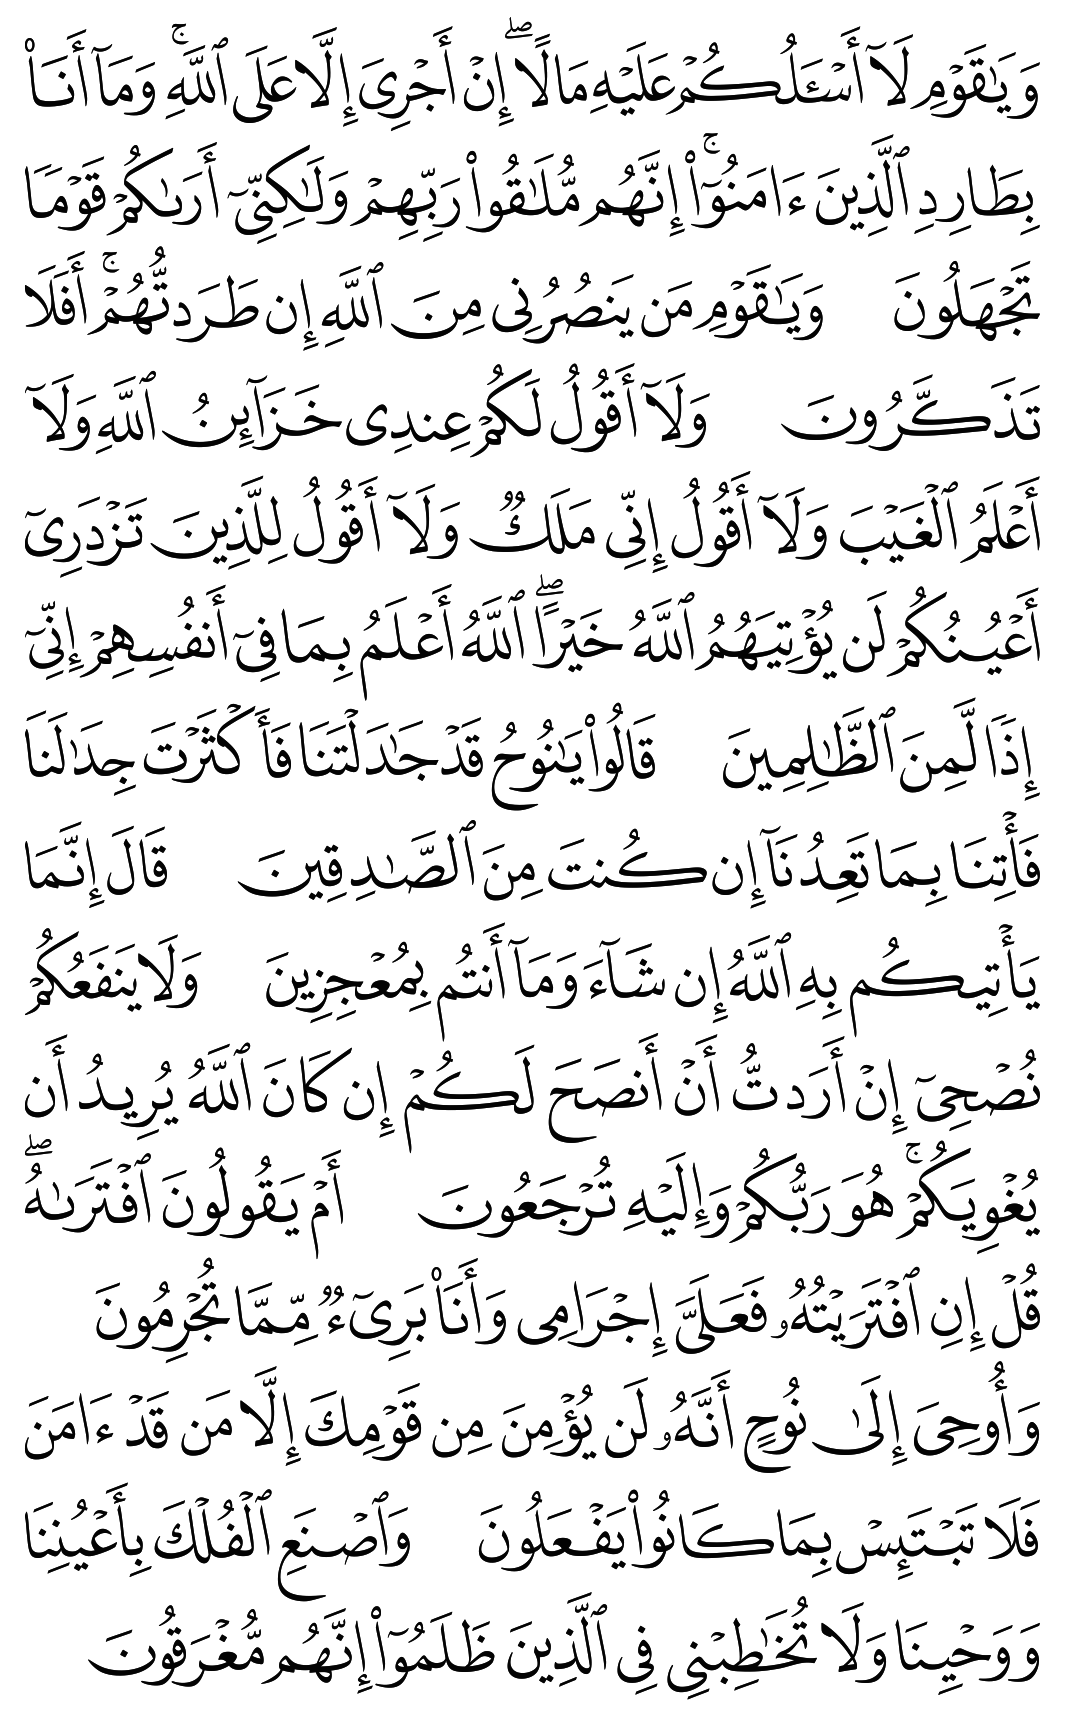 وَيَٰقَوْمِ لَآ أَسْـَٔلُكُمْ عَلَيْهِ مَالًا ۖ إِنْ أَجْرِىَ إِلَّا عَلَى ٱللَّهِ ۚ وَمَآ أَنَا۠
بِطَارِدِ ٱلَّذِينَ ءَامَنُوٓا۟ ۚ إِنَّهُم مُّلَٰقُوا۟ رَبِّهِمْ وَلَٰكِنِّىٓ أَرَىٰكُمْ قَوْمًا
تَجْهَلُونَ وَيَٰقَوْمِ مَن يَنصُرُنِى مِنَ ٱللَّهِ إِن طَرَدتُّهُمْ ۚ أَفَلَا
تَذَكَّرُونَ وَلَآ أَقُولُ لَكُمْ عِندِى خَزَآئِنُ ٱللَّهِ وَلَآ
أَعْلَمُ ٱلْغَيْبَ وَلَآ أَقُولُ إِنِّى مَلَكٌ وَلَآ أَقُولُ لِلَّذِينَ تَزْدَرِىٓ
أَعْيُنُكُمْ لَن يُؤْتِيَهُمُ ٱللَّهُ خَيْرًا ۖ ٱللَّهُ أَعْلَمُ بِمَا فِىٓ أَنفُسِهِمْ إِنِّىٓ
إِذًا لَّمِنَ ٱلظَّٰلِمِينَ قَالُوا۟ يَٰنُوحُ قَدْ جَٰدَلْتَنَا فَأَكْثَرْتَ جِدَٰلَنَا
فَأْتِنَا بِمَا تَعِدُنَآ إِن كُنتَ مِنَ ٱلصَّٰدِقِينَ قَالَ إِنَّمَا
يَأْتِيكُم بِهِ ٱللَّهُ إِن شَآءَ وَمَآ أَنتُم بِمُعْجِزِينَ وَلَا يَنفَعُكُمْ
نُصْحِىٓ إِنْ أَرَدتُّ أَنْ أَنصَحَ لَكُمْ إِن كَانَ ٱللَّهُ يُرِيدُ أَن
يُغْوِيَكُمْ ۚ هُوَ رَبُّكُمْ وَإِلَيْهِ تُرْجَعُونَ أَمْ يَقُولُونَ ٱفْتَرَىٰهُ ۖ
قُلْ إِنِ ٱفْتَرَيْتُهُۥ فَعَلَىَّ إِجْرَامِى وَأَنَا۠ بَرِىٓءٌ مِّمَّا تُجْرِمُونَ
وَأُوحِىَ إِلَىٰ نُوحٍ أَنَّهُۥ لَن يُؤْمِنَ مِن قَوْمِكَ إِلَّا مَن قَدْ ءَامَنَ
فَلَا تَبْتَئِسْ بِمَا كَانُوا۟ يَفْعَلُونَ وَٱصْنَعِ ٱلْفُلْكَ بِأَعْيُنِنَا
وَوَحْيِنَا وَلَا تُخَٰطِبْنِى فِى ٱلَّذِينَ ظَلَمُوٓا۟ إِنَّهُم مُّغْرَقُونَ